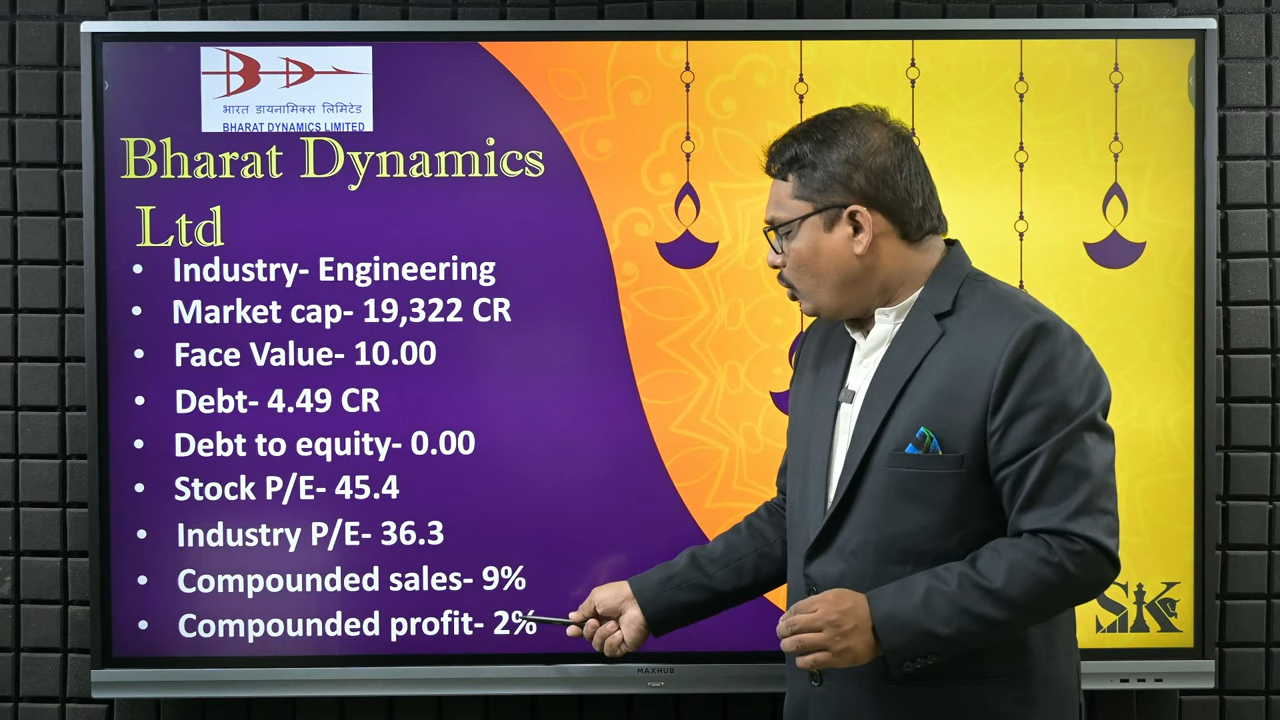 भारत डायनामिक्स लिमिटेड
BHARAT DYNAMICS LIMITED
Bharat Dynamics
Ltd
• Industry- Engineering
• Market cap- 19,322 CR
• Face Value- 10.00
• Debt- 4.49 CR
• Debt to equity- 0.00
• Stock P/E- 45.4
• Industry P/E- 36.3
• Compounded sales- 9%
• Compounded profit- 2%
SK
MAXHUB